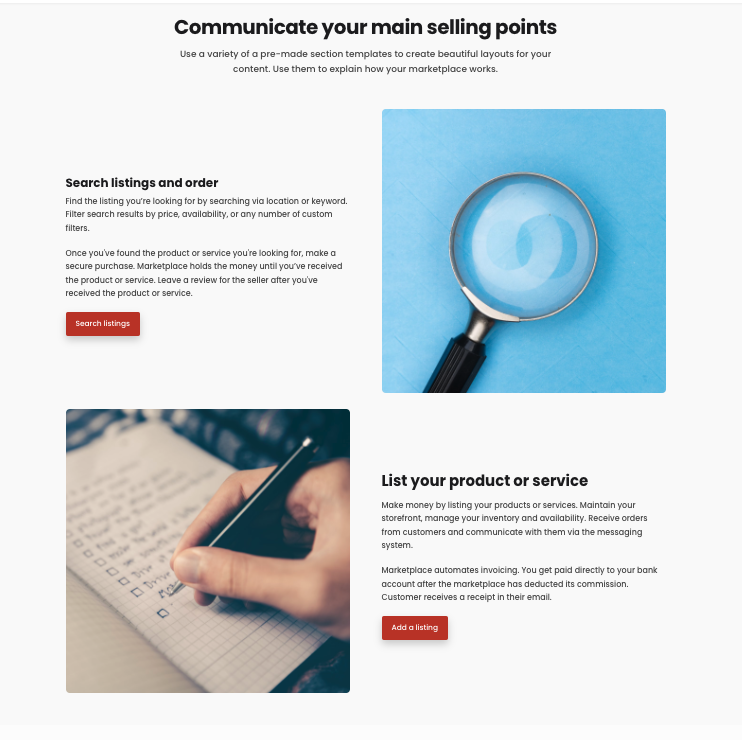 Communicate your main selling points
Use a variety of a pre-made section templates to create beautiful layouts for your
content. Use them to explain how your marketplace works.
Search listings and order
Find the listing you're looking for by searching via location or keyword.
Filter search results by price, availability, or any number of custom
filters.
Once you've found the product or service you're looking for, make a
secure purchase. Marketplace holds the money until you've received
the product or service. Leave a review for the seller after you've
received the product or service.
Search listings
List your product or service
Make money by listing your products or services. Maintain your
storefront, manage your inventory and availability. Receive orders
from customers and communicate with them via the messaging
system.
Marketplace automates invoicing. You get paid directly to your bank
account after the marketplace has deducted its commission.
Customer receives a receipt in their email.
Add a listing